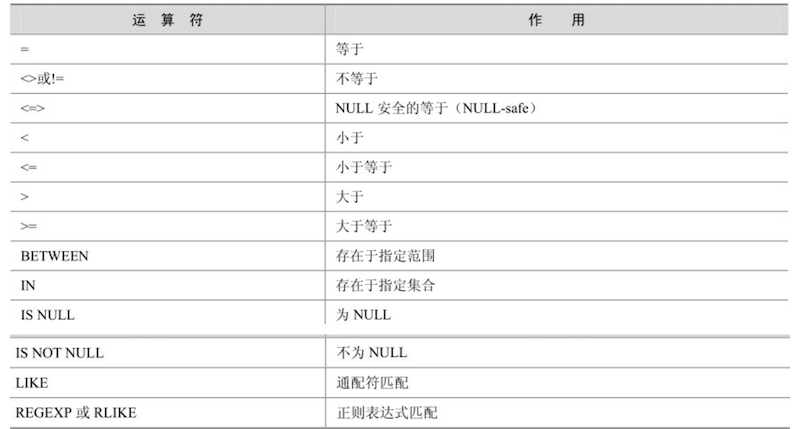 运 算 符 作 用
= 等于
<>或!= 不等于
<=> NULL 安全的等于（NULL-safe）
< 小于
<= 小于等于
> 大于
>= 大于等于
BETWEEN 存在于指定范围
IN 存在于指定集合
IS NULL 为 NULL
IS NOT NULL 不为 NULL
LIKE 通配符匹配
REGEXP 或 RLIKE 正则表达式匹配